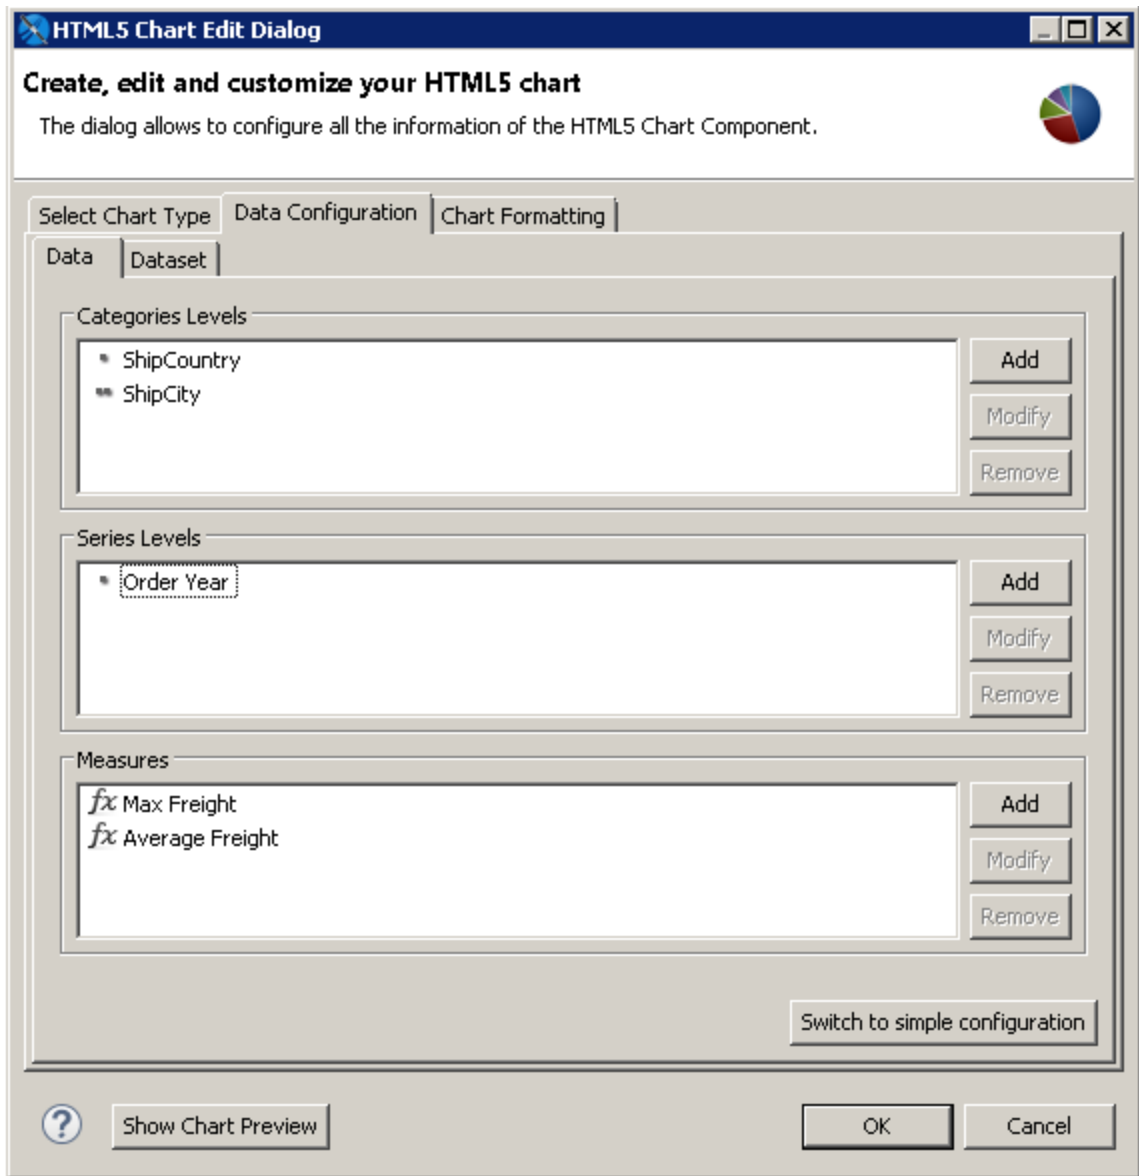 HTML5 Chart Edit Dialog
Create, edit and customize your HTML5 chart
The dialog allows to configure all the information of the HTML5 Chart Component.
Select Chart Type Data Configuration Chart Formatting
Data Dataset
Categories Levels
ShipCountry
ShipCity
Add
Modify
Remove
Series Levels
Order Year
Add
Modify
Remove
Measures
fx Max Freight
fx Average Freight
Add
Modify
Remove
Switch to simple configuration
? Show Chart Preview OK Cancel